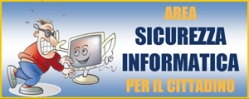 AREA
SICUREZZA
INFORMATICA
PER IL CITTADINO